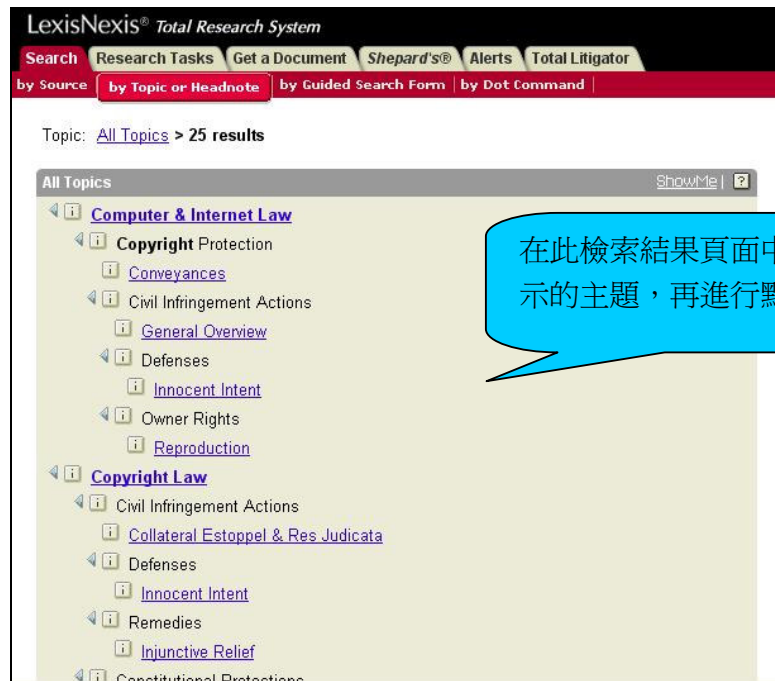 LexisNexis® Total Research System
Search Research Tasks Get a Document Shepard's® Alerts Total Litigator
by Source by Topic or Headnote by Guided Search Form by Dot Command
Topic: All Topics > 25 results
All Topics ShowMe ?
Computer & Internet Law
Copyright Protection
Conveyances
Civil Infringement Actions
General Overview
Defenses
Innocent Intent
Owner Rights
Reproduction
Copyright Law
Civil Infringement Actions
Collateral Estoppel & Res Judicata
Defenses
Innocent Intent
Remedies
Injunctive Relief
Constitutional Protections
在此檢索結果頁面
示的主題，再進行